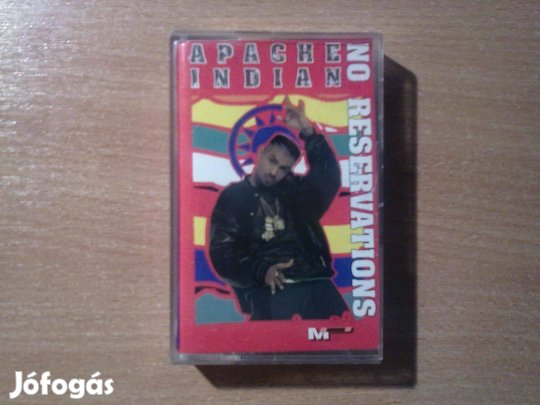 APACHE
INDIAN
NO RESERVATIONS
M
Jófogás